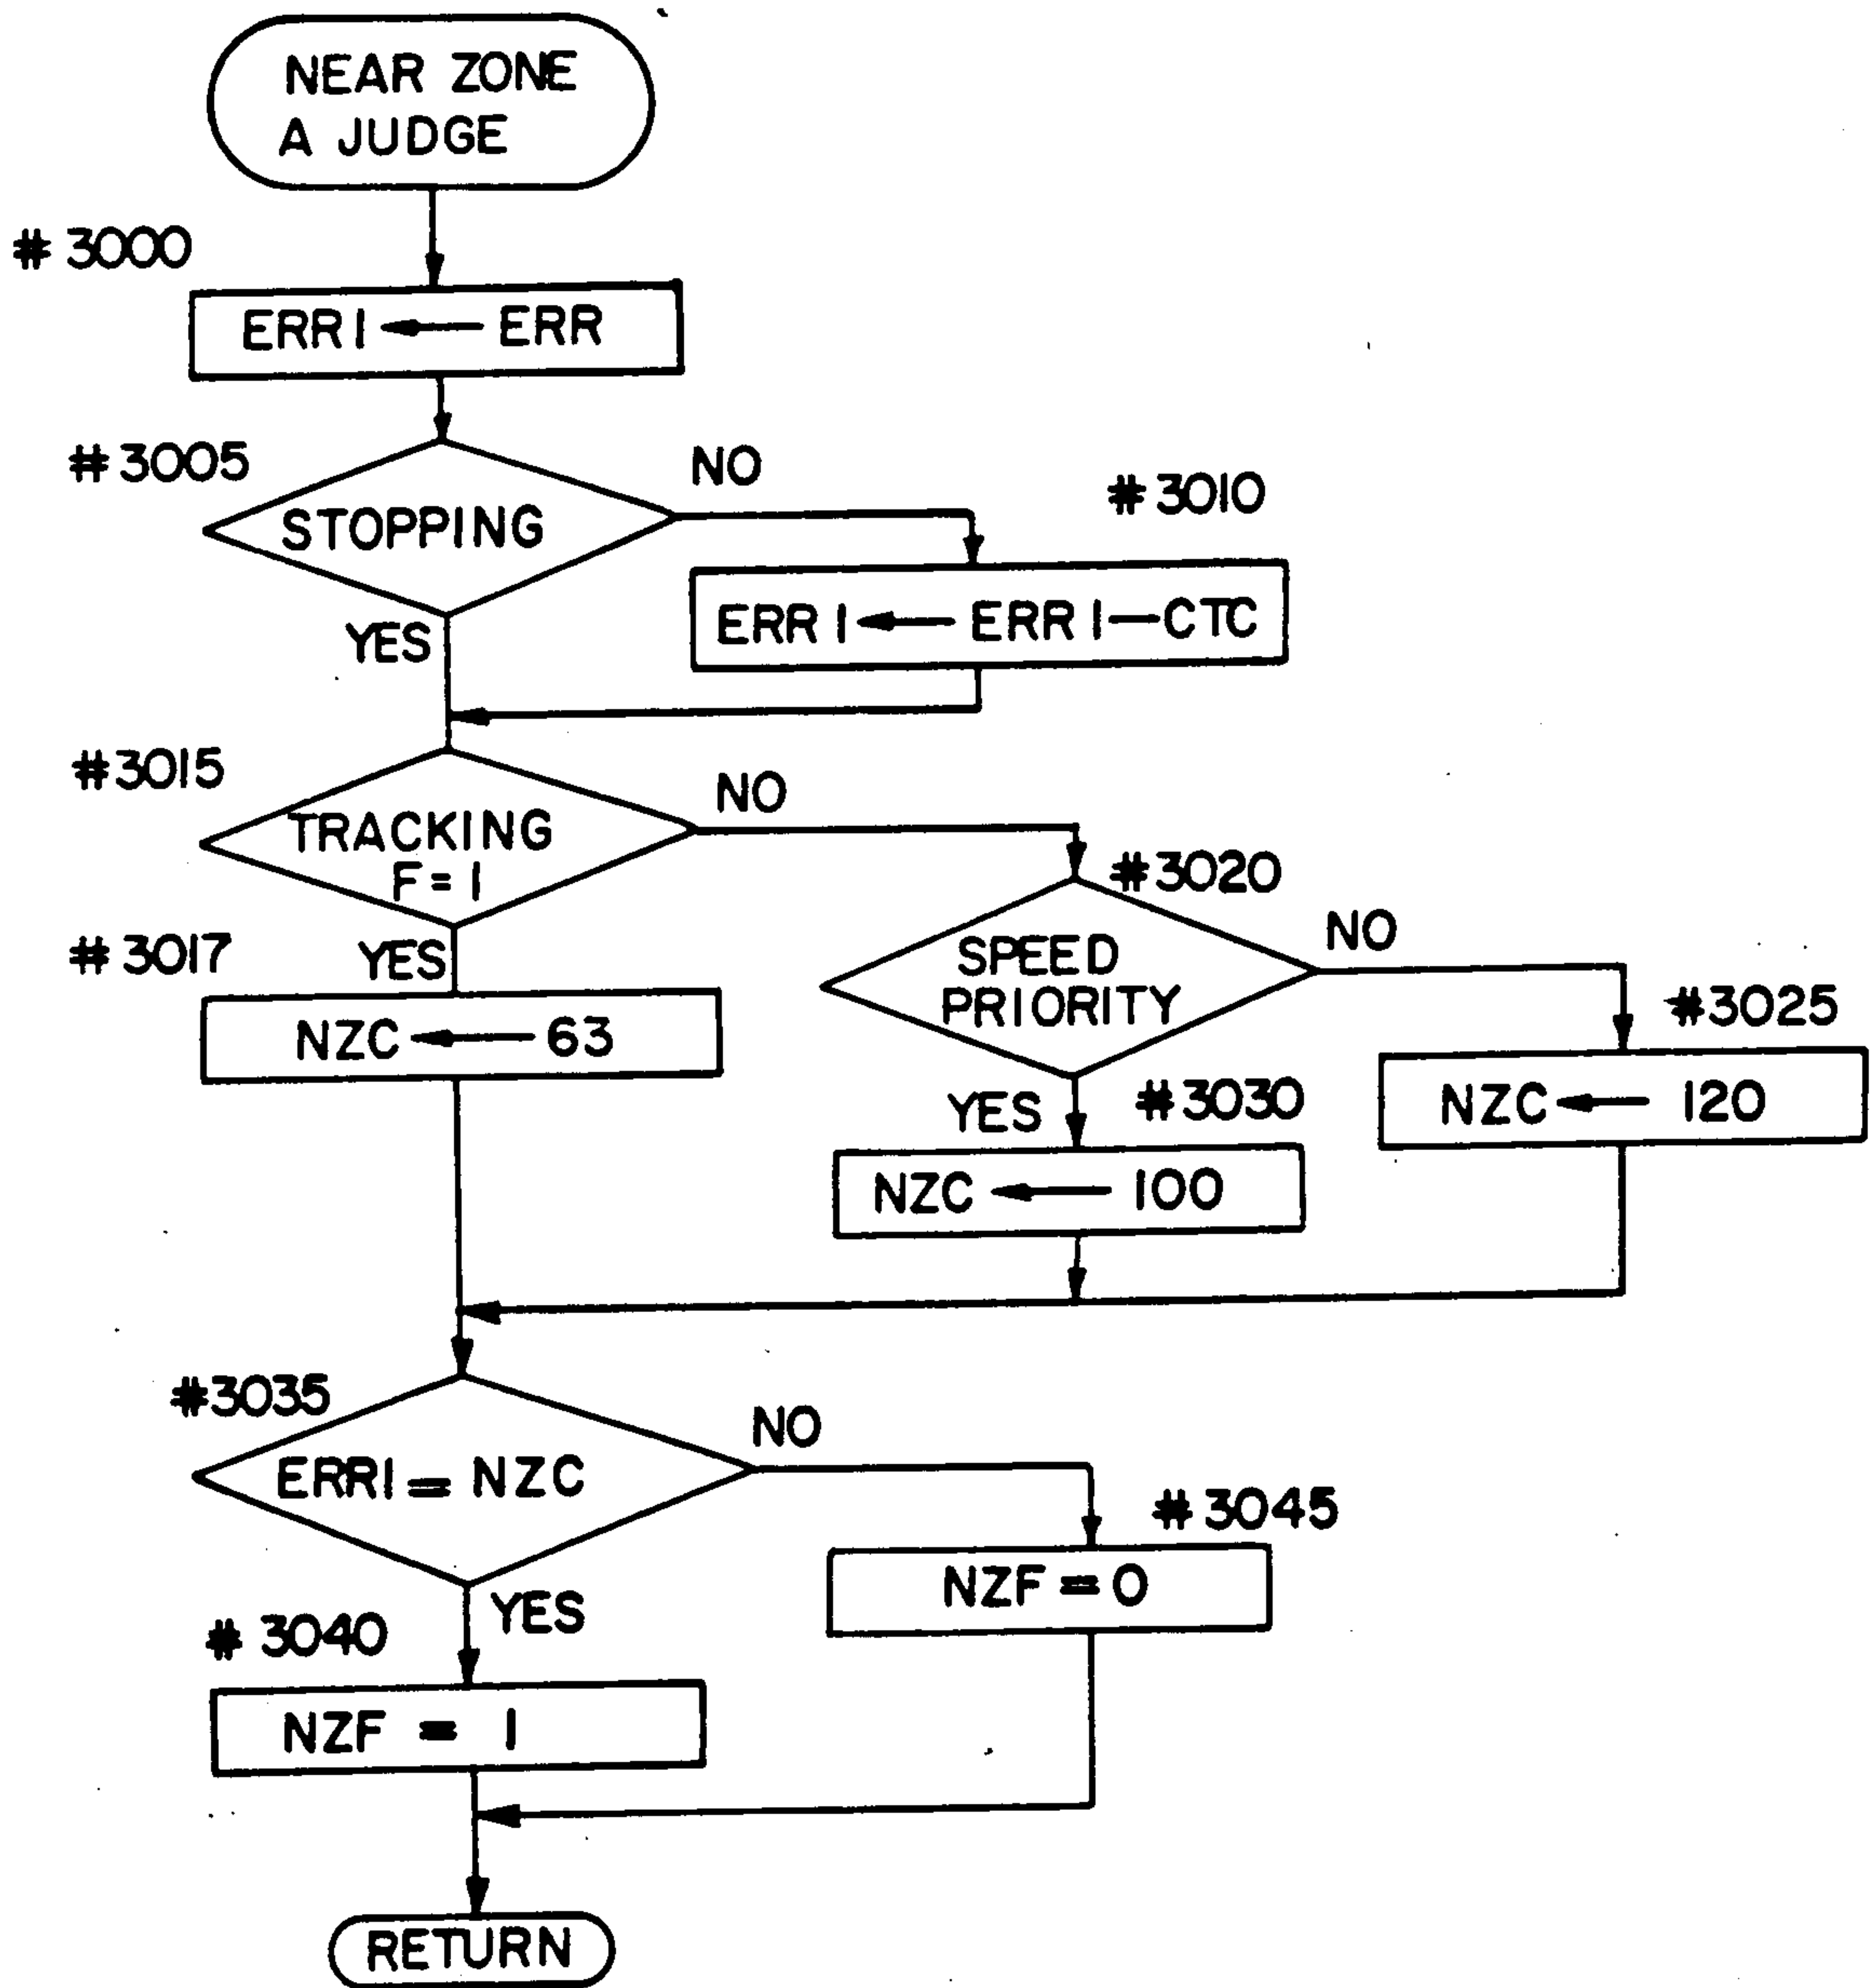 NEAR ZONE
A JUDGE
#3000
ERR1 ← ERR
#3005
STOPPING
NO
#3010
ERR1 ← ERR1—CTC
YES
#3015
TRACKING
F=1
NO
#3020
SPEED
PRIORITY
NO
#3017
YES
#3025
NZC ← 63
NZC ← 120
YES
#3030
NZC ← 100
#3035
ERR1 = NZC
NO
#3045
NZF = 0
YES
#3040
NZF = 1
RETURN